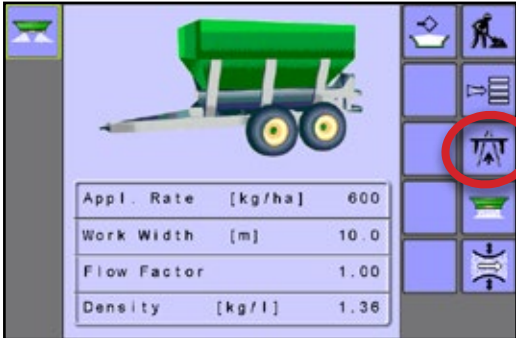 Appl. Rate [kg/ha] 600
Work Width [m] 10.0
Flow Factor 1.00
Density [kg/l] 1.36